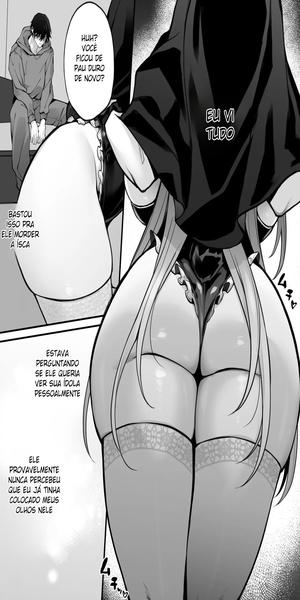 HUH?
VOCÊ
FICOU DE
PAU DURO
DE NOVO?
EU VI
TUDO
BASTOU
ISSO PRA
ELE MORDER
A ISCA
ESTAVA
PERGUNTANDO
SE ELE QUERIA
VER SUA ÍDOLA
PESSOALMENTE
ELE
PROVAVELMENTE
NUNCA PERCEBEU
QUE EU JÁ TINHA
COLOCADO MEUS
OLHOS NELE